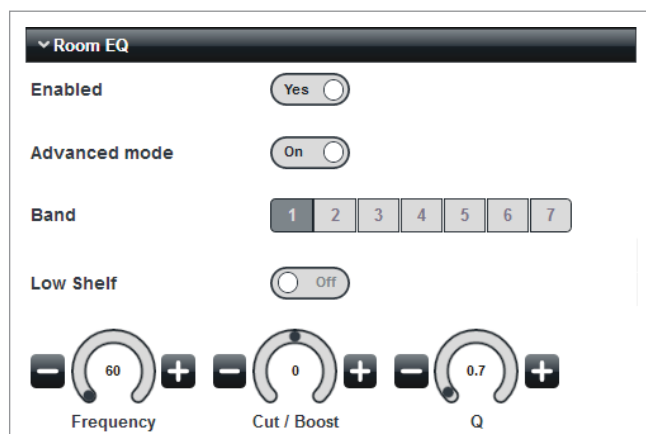 Room EQ
Enabled Yes
Advanced mode On
Band 1 2 3 4 5 6 7
Low Shelf Off
60 0 0.7
Frequency Cut / Boost Q